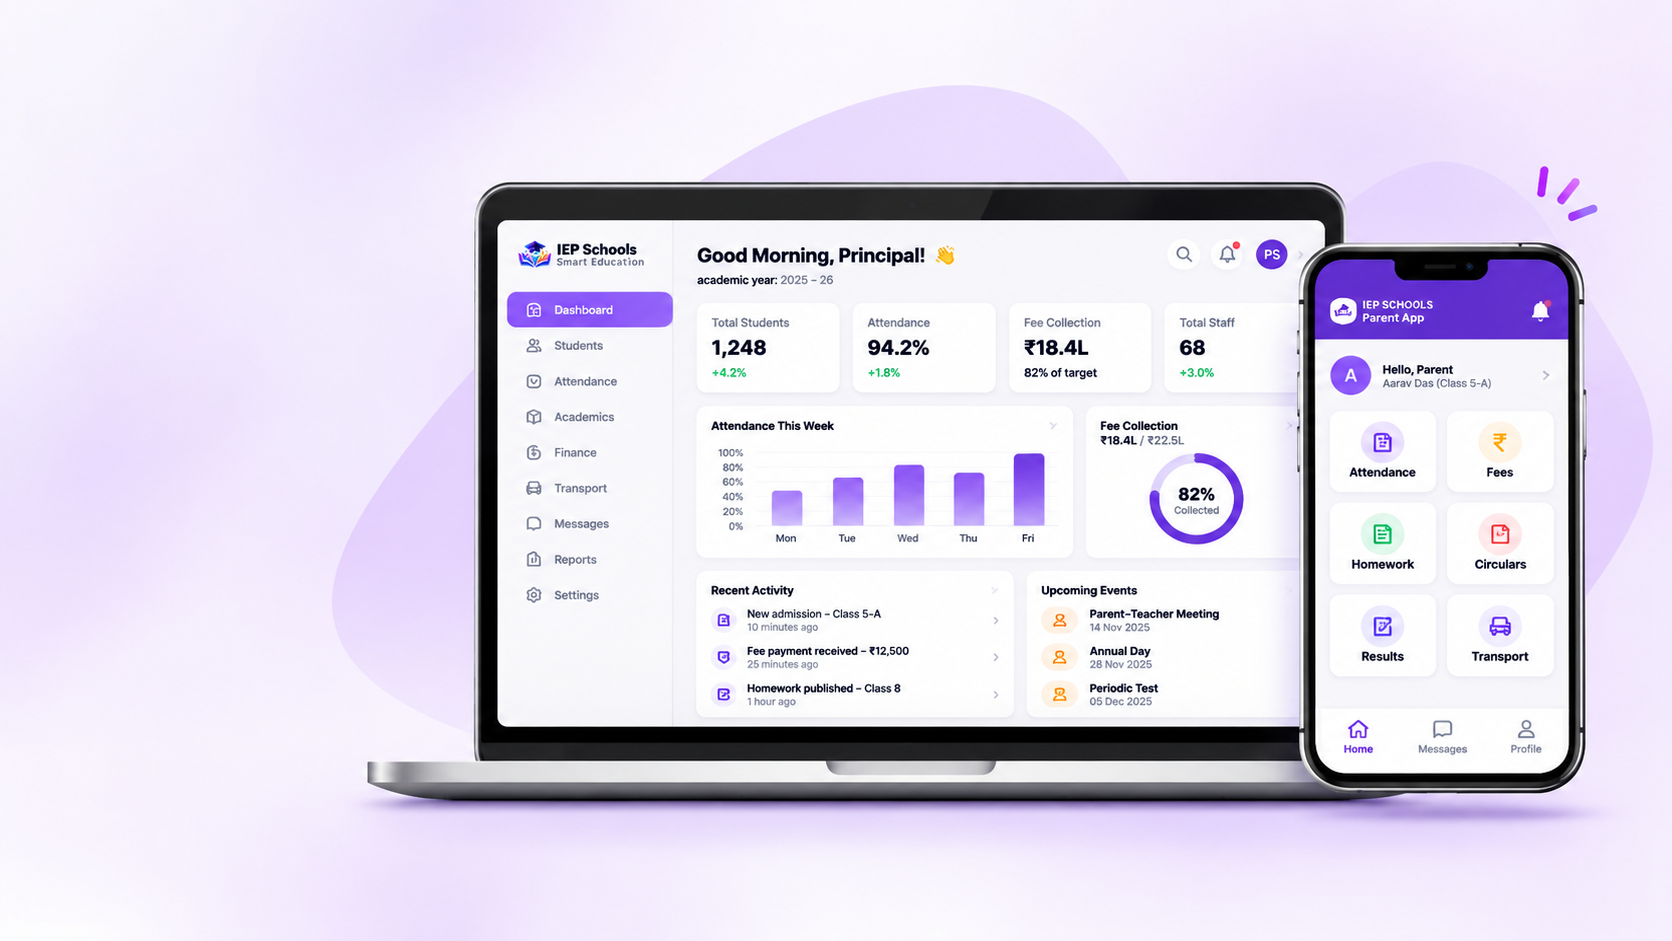 IEP Schools
Smart Education
Dashboard
Students
Attendance
Academics
Finance
Transport
Messages
Reports
Settings
Good Morning, Principal! 👋
academic year: 2025 – 26
PS
Total Students
1,248
+4.2%
Attendance
94.2%
+1.8%
Fee Collection
₹18.4L
82% of target
Total Staff
68
+3.0%
Attendance This Week
100%
80%
60%
40%
20%
0%
Mon Tue Wed Thu Fri
Fee Collection
₹18.4L / ₹22.5L
82%
Collected
Recent Activity
New admission – Class 5-A
10 minutes ago
Fee payment received – ₹12,500
25 minutes ago
Homework published – Class 8
1 hour ago
Upcoming Events
Parent–Teacher Meeting
14 Nov 2025
Annual Day
28 Nov 2025
Periodic Test
05 Dec 2025
IEP SCHOOLS
Parent App
A
Hello, Parent
Aarav Das (Class 5-A)
Attendance
₹
Fees
Homework
Circulars
Results
Transport
Home
Messages
Profile